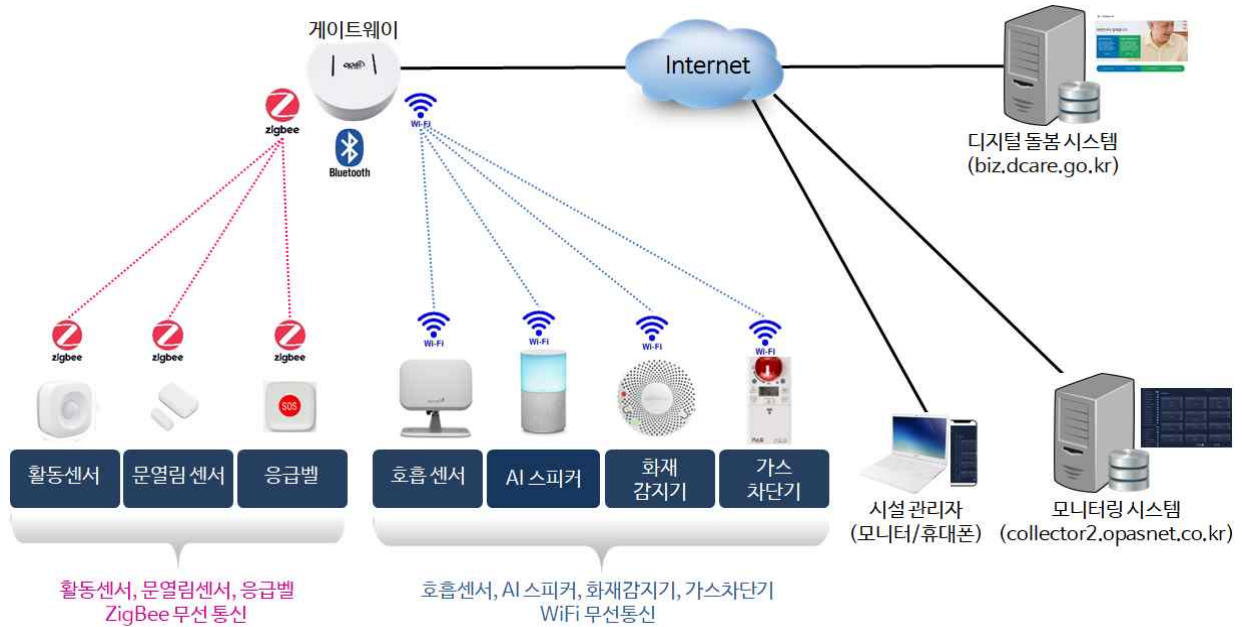 게이트웨이
opas
Internet
zigbee
Wi-Fi
Bluetooth
디지털 돌봄 시스템
(biz.dcare.go.kr)
zigbee
zigbee
zigbee
Wi-Fi
Wi-Fi
Wi-Fi
Wi-Fi
SOS
활동센서
문열림 센서
응급벨
호흡 센서
AI 스피커
화재
감지기
가스
차단기
시설 관리자
(모니터/휴대폰)
모니터링 시스템
(collector2.opasnet.co.kr)
활동센서, 문열림센서, 응급벨
ZigBee 무선 통신
호흡센서, AI 스피커, 화재감지기, 가스차단기
WiFi 무선통신